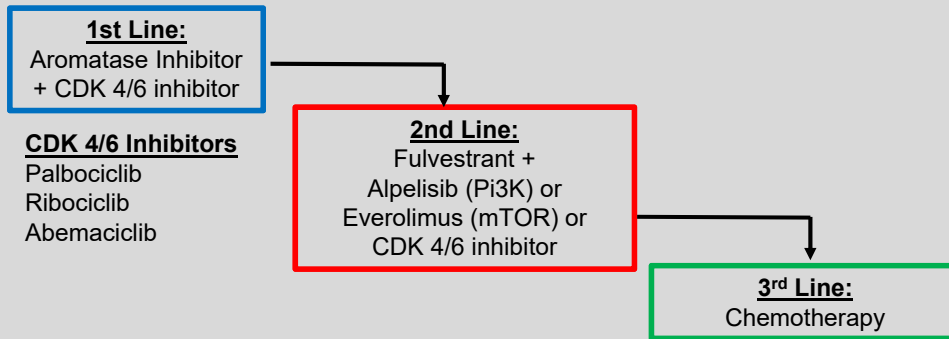 1st Line:
Aromatase Inhibitor
+ CDK 4/6 inhibitor
CDK 4/6 Inhibitors
Palbociclib
Ribociclib
Abemaciclib
2nd Line:
Fulvestrant +
Alpelisib (Pi3K) or
Everolimus (mTOR) or
CDK 4/6 inhibitor
3rd Line:
Chemotherapy